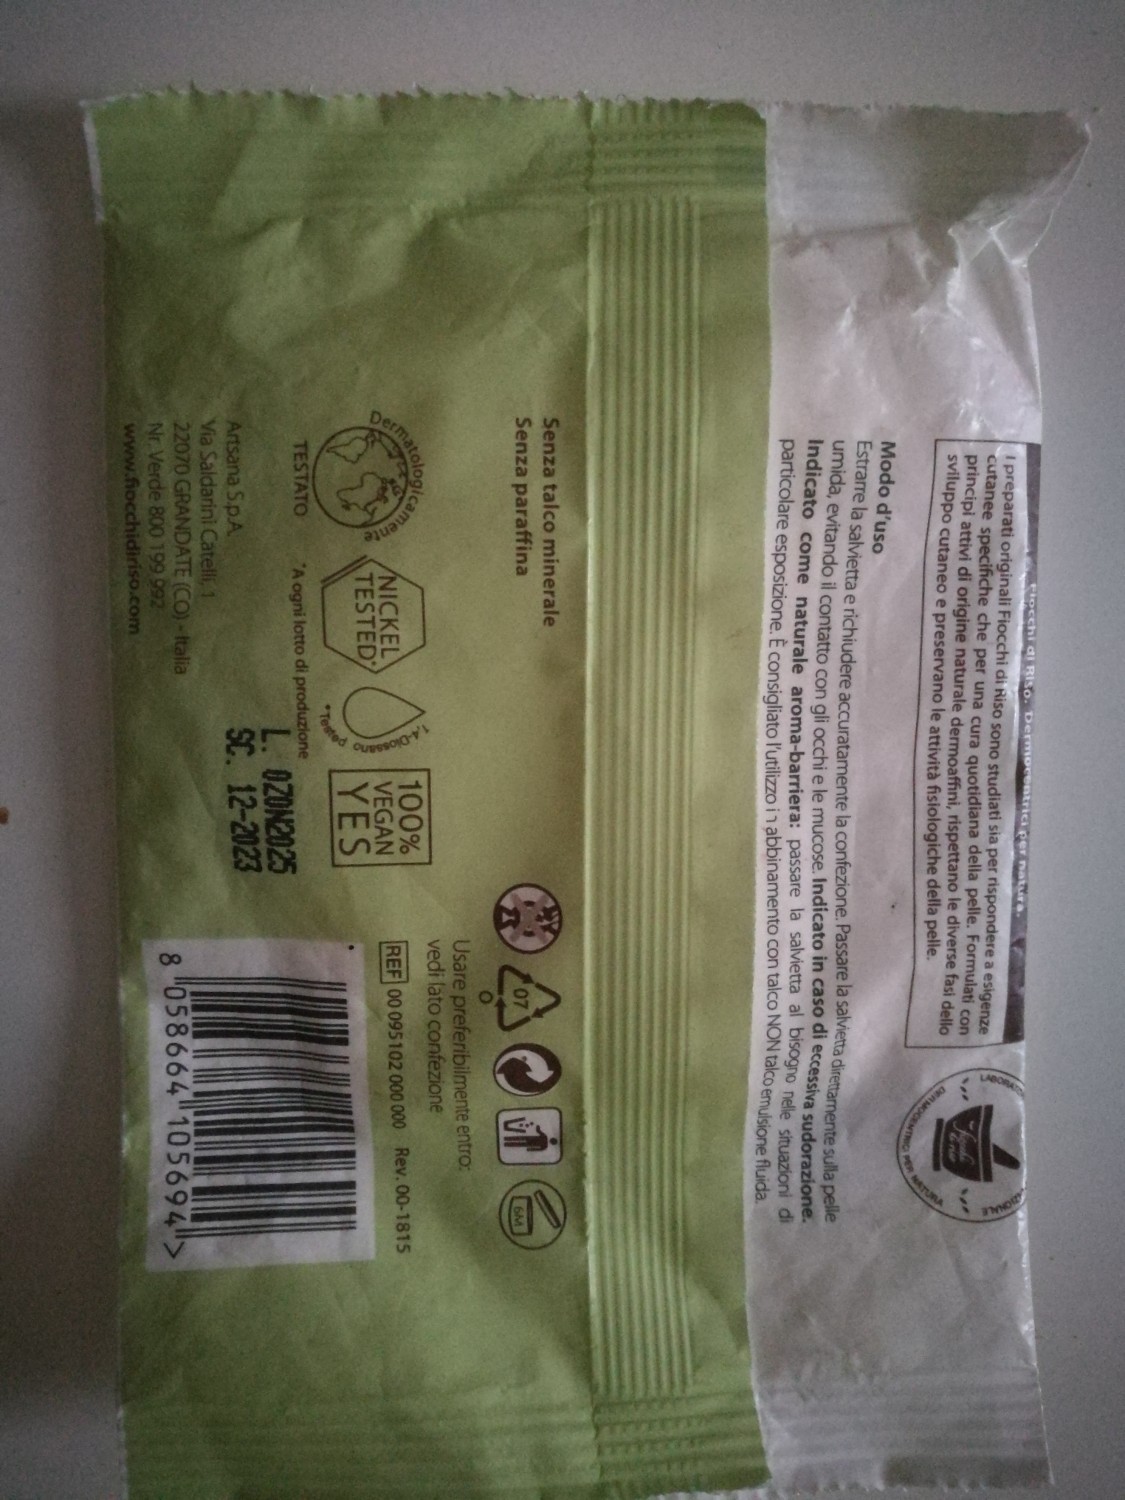 Fiocchi di Riso. Dermocentrici per natura.
I preparati originali Fiocchi di Riso sono studiati sia per rispondere a esigenze
cutanee specifiche che per una cura quotidiana della pelle. Formulati con
principi attivi di origine naturale dermoaffini, rispettano le diverse fasi dello
sviluppo cutaneo e preservano le attività fisiologiche della pelle.
DERMOCENTRICI PER NATURA
Modo d'uso
Estrarre la salvietta e richiudere accuratamente la confezione. Passare la salvietta direttamente sulla pelle
umida, evitando il contatto con gli occhi e le mucose. Indicato in caso di eccessiva sudorazione.
Indicato come naturale aroma-barriera: passare la salvietta al bisogno nelle situazioni di
particolare esposizione. È consigliato l'utilizzo in abbinamento con talco NON talco emulsione fluida.
Senza talco minerale
Senza paraffina
07
6M
Usare preferibilmente entro:
vedi lato confezione
REF 00 095102 000 000 Rev. 00-1815
Dermatologicamente
TESTATO
NICKEL
TESTED*
1,4-Diossano
**Tested
100%
VEGAN
YES
*A ogni lotto di produzione
L. 0Z0N2025
SC. 12-2023
Artsana S.p.A.
Via Saldarini Catelli, 1
22070 GRANDATE (CO) - Italia
Nr. Verde 800 199 992
www.fiocchidiriso.com
8 058664 105694 >